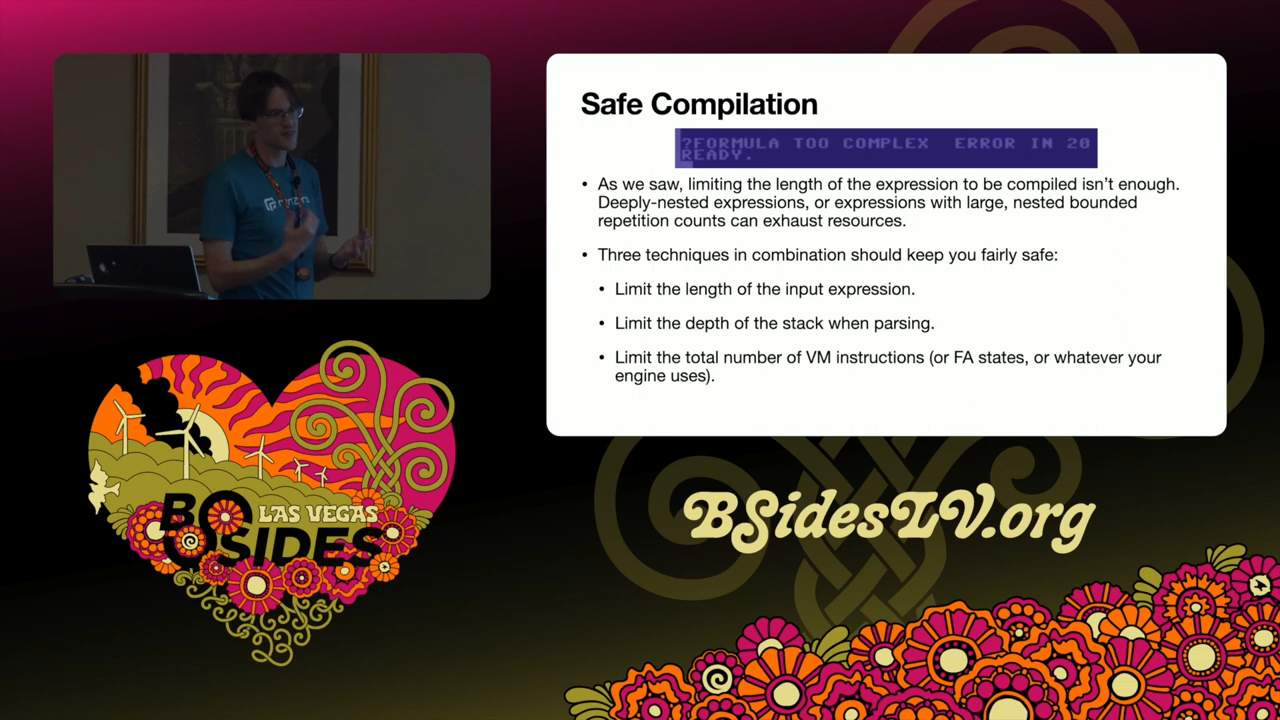 Safe Compilation
?FORMULA TOO COMPLEX  ERROR IN 20
READY.
• As we saw, limiting the length of the expression to be compiled isn’t enough.
Deeply-nested expressions, or expressions with large, nested bounded
repetition counts can exhaust resources.
• Three techniques in combination should keep you fairly safe:
• Limit the length of the input expression.
• Limit the depth of the stack when parsing.
• Limit the total number of VM instructions (or FA states, or whatever your
engine uses).
LAS VEGAS
BSidesLV.org